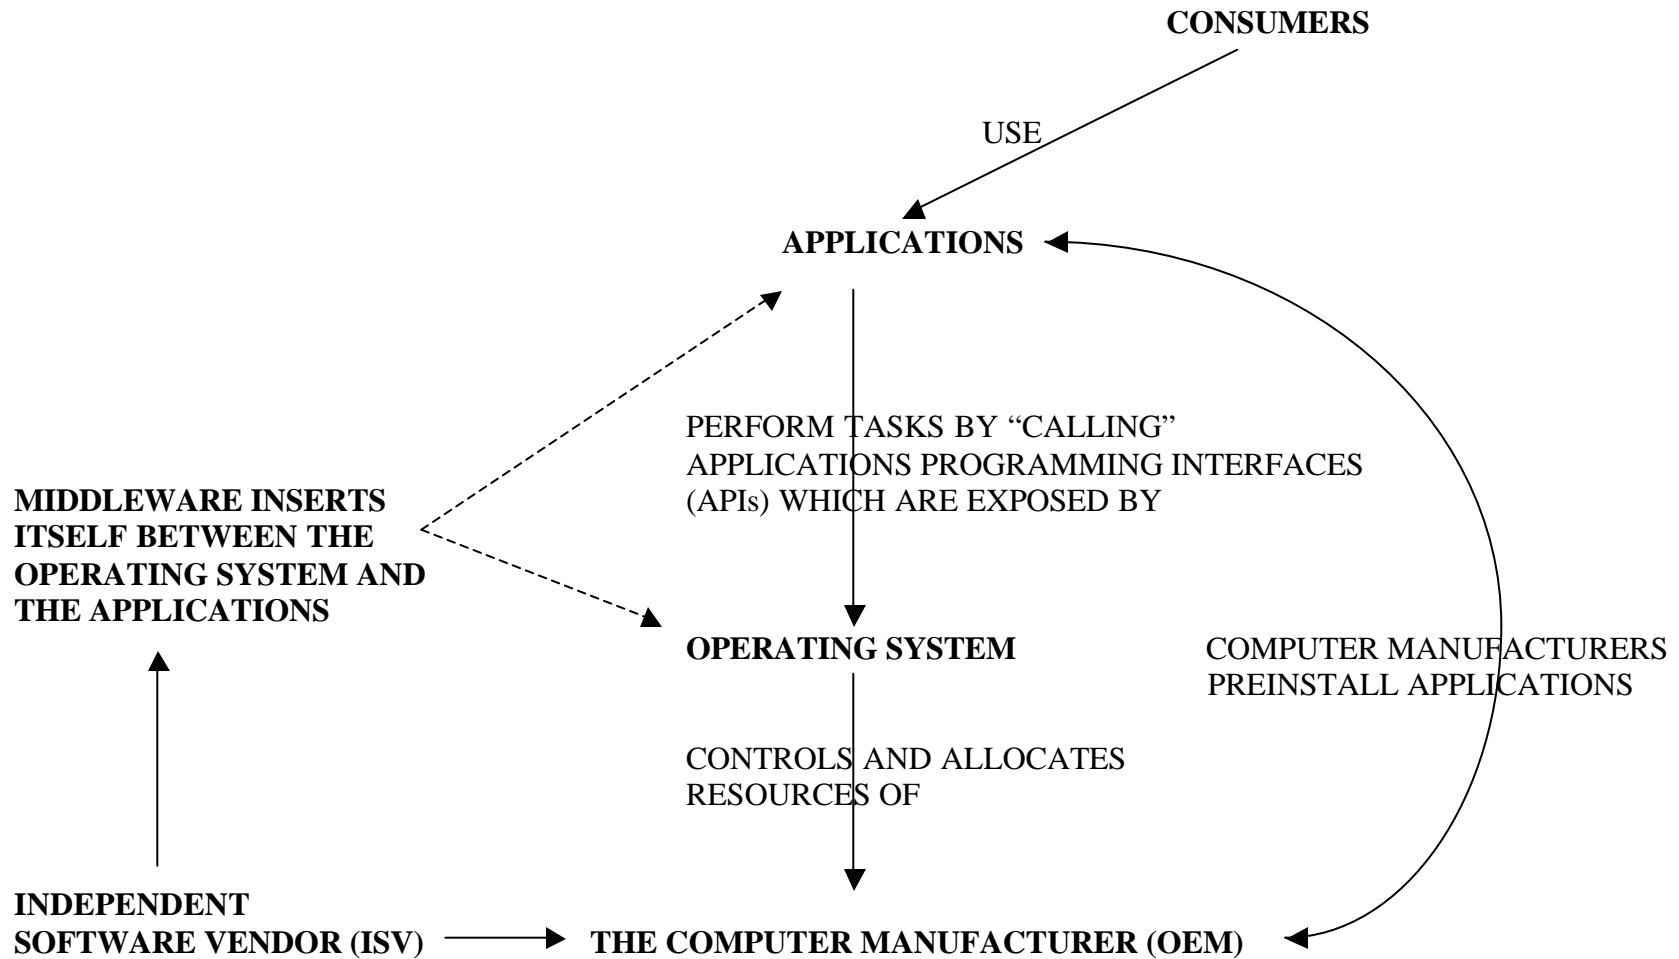 CONSUMERS
USE
APPLICATIONS
PERFORM TASKS BY “CALLING”
APPLICATIONS PROGRAMMING INTERFACES
(APIs) WHICH ARE EXPOSED BY
MIDDLEWARE INSERTS
ITSELF BETWEEN THE
OPERATING SYSTEM AND
THE APPLICATIONS
OPERATING SYSTEM
COMPUTER MANUFACTURERS
PREINSTALL APPLICATIONS
CONTROLS AND ALLOCATES
RESOURCES OF
INDEPENDENT
SOFTWARE VENDOR (ISV)
THE COMPUTER MANUFACTURER (OEM)